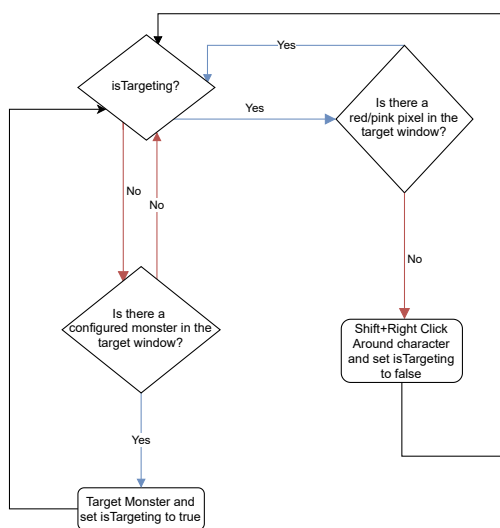 Yes
isTargeting?
Is there a
red/pink pixel in the
target window?
Yes
No
No
No
Is there a
configured monster in the
target window?
Shift+Right Click
Around character
and set isTargeting
to false
Yes
Target Monster and
set isTargeting to true